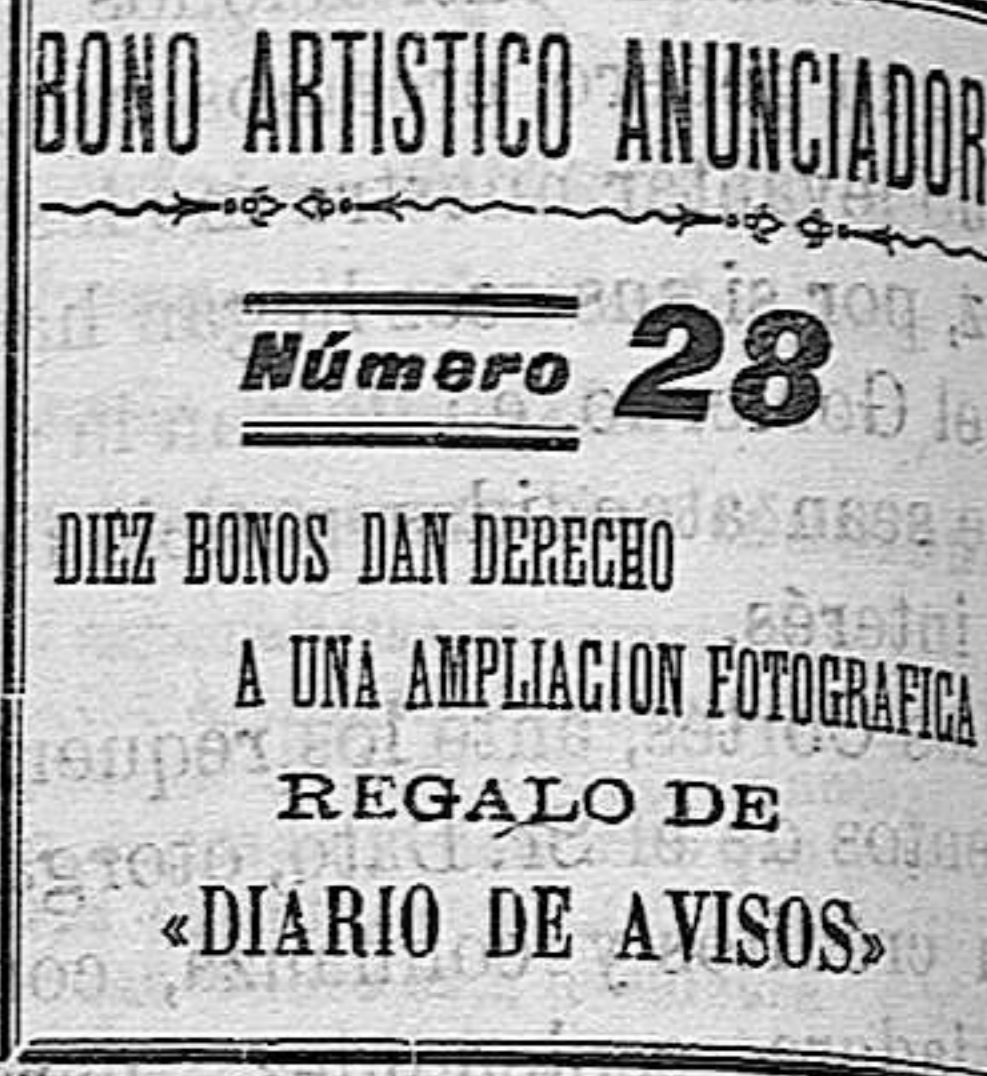 BONO ARTISTICO ANUNCIADOR
Número 28
DIEZ BONOS DAN DERECHO
A UNA AMPLIACION FOTOGRAFICA
REGALO DE
«DIARIO DE AVISOS»